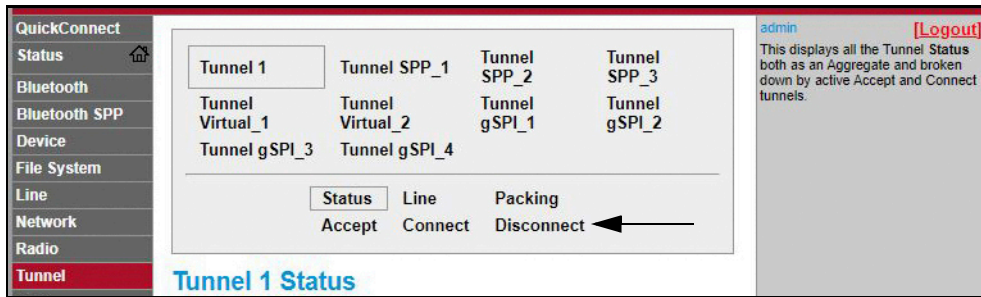 QuickConnect
Status
Bluetooth
Bluetooth SPP
Device
File System
Line
Network
Radio
Tunnel
Tunnel 1
Tunnel SPP_1
Tunnel
SPP_2
Tunnel
SPP_3
Tunnel
Virtual_1
Tunnel
Virtual_2
Tunnel
gSPI_1
Tunnel
gSPI_2
Tunnel gSPI_3
Tunnel gSPI_4
Status
Line
Packing
Accept
Connect
Disconnect
Tunnel 1 Status
admin
[Logout]
This displays all the Tunnel Status
both as an Aggregate and broken
down by active Accept and Connect
tunnels.